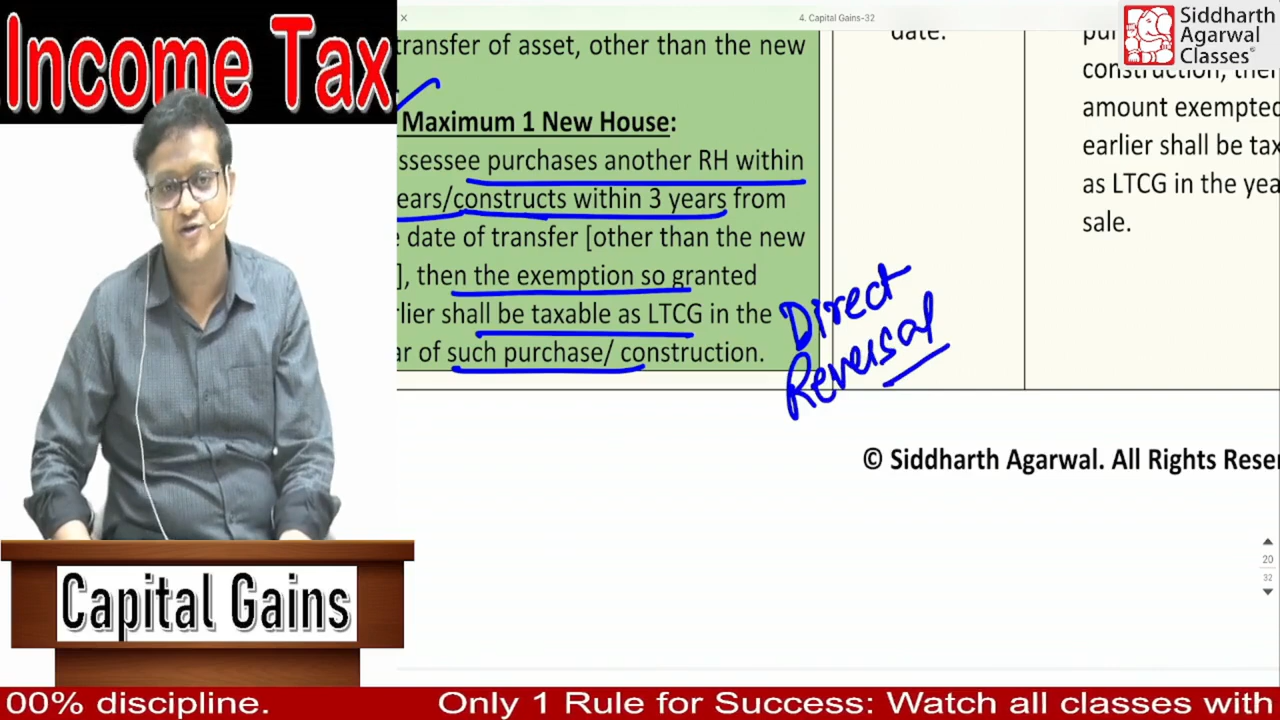 Income Tax
×
4. Capital Gains-32
Siddharth
Agarwal
Classes
transfer of asset, other than the new
Maximum 1 New House:
ssessee purchases another RH within
ears/constructs within 3 years from
e date of transfer [other than the new
], then the exemption so granted
rlier shall be taxable as LTCG in the
ar of such purchase/ construction.
date.
construction, then
amount exempted
earlier shall be tax
as LTCG in the yea
sale.
Direct
Reversal
© Siddharth Agarwal. All Rights Reser
20
32
Capital Gains
00% discipline. Only 1 Rule for Success: Watch all classes with